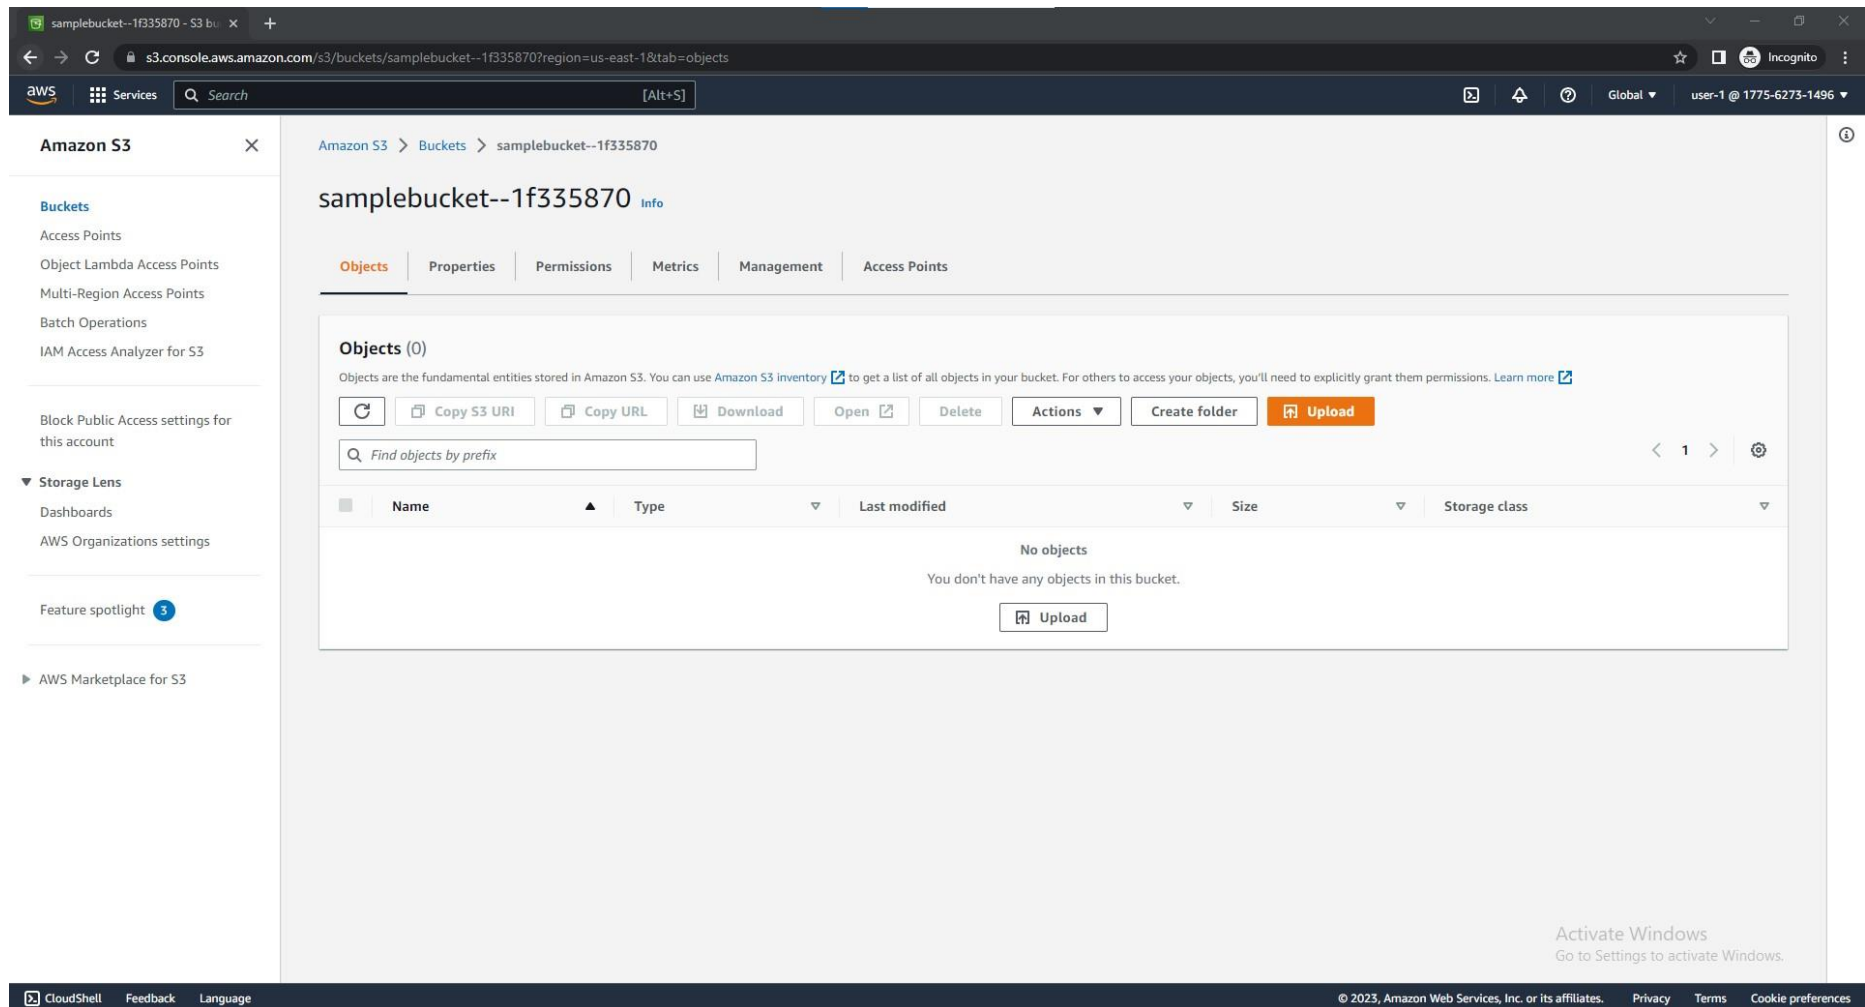 samplebucket--1f335870 - S3 bu
s3.console.aws.amazon.com/s3/buckets/samplebucket--1f335870?region=us-east-1&tab=objects
Incognito
aws Services Search [Alt+S] Global user-1 @ 1775-6273-1496
Amazon S3
Buckets
Access Points
Object Lambda Access Points
Multi-Region Access Points
Batch Operations
IAM Access Analyzer for S3
Block Public Access settings for
this account
Storage Lens
Dashboards
AWS Organizations settings
Feature spotlight 3
AWS Marketplace for S3
Amazon S3 > Buckets > samplebucket--1f335870
samplebucket--1f335870 Info
Objects Properties Permissions Metrics Management Access Points
Objects (0)
Objects are the fundamental entities stored in Amazon S3. You can use Amazon S3 inventory to get a list of all objects in your bucket. For others to access your objects, you'll need to explicitly grant them permissions. Learn more
Copy S3 URI Copy URL Download Open Delete Actions Create folder Upload
Find objects by prefix
1
Name Type Last modified Size Storage class
No objects
You don't have any objects in this bucket.
Upload
Activate Windows
Go to Settings to activate Windows.
CloudShell Feedback Language © 2023, Amazon Web Services, Inc. or its affiliates. Privacy Terms Cookie preferences